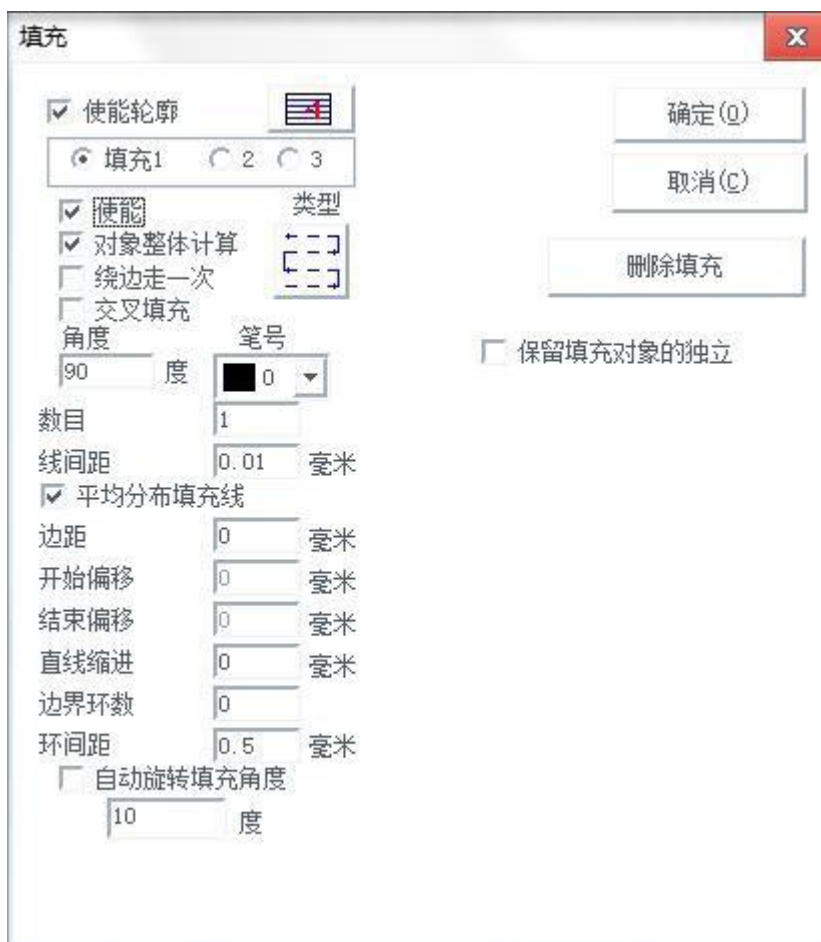 填充
使能轮廓
确定(O)
填充1 2 3
取消(C)
使能 类型
对象整体计算
绕边走一次
删除填充
交叉填充
角度 笔号
保留填充对象的独立
90 度 0
数目 1
线间距 0.01 毫米
平均分布填充线
边距 0 毫米
开始偏移 0 毫米
结束偏移 0 毫米
直线缩进 0 毫米
边界环数 0
环间距 0.5 毫米
自动旋转填充角度
10 度